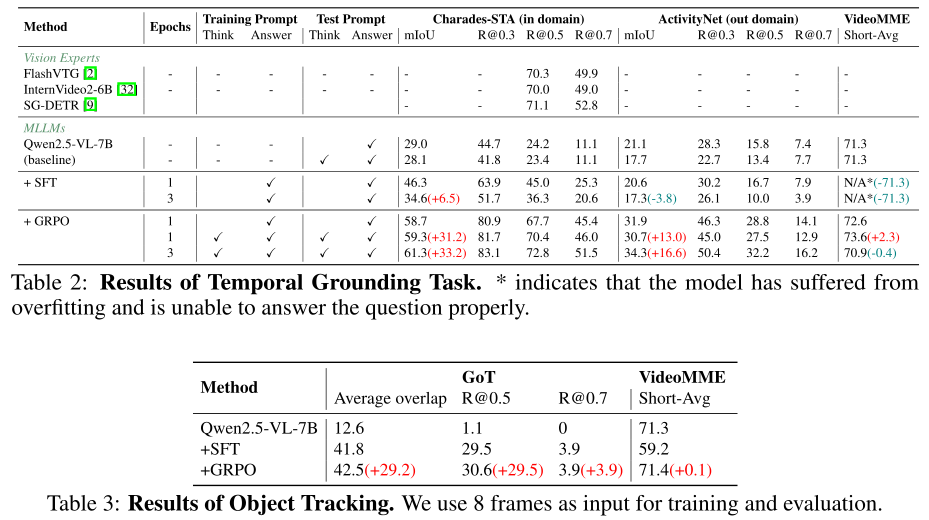 Method Epochs Training Prompt Test Prompt Charades-STA (in domain) ActivityNet (out domain) VideoMME
Think Answer Think Answer mIoU R@0.3 R@0.5 R@0.7 mIoU R@0.3 R@0.5 R@0.7 Short-Avg
Vision Experts
FlashVTG [2] - - - - - - - 70.3 49.9 - - - - -
InternVideo2-6B [32] - - - - - - - 70.0 49.0 - - - - -
SG-DETR [9] - - - - - - - 71.1 52.8 - - - - -
MLLMs
Qwen2.5-VL-7B - - - ✓ 29.0 44.7 24.2 11.1 21.1 28.3 15.8 7.4 71.3
(baseline) - - - ✓ ✓ 28.1 41.8 23.4 11.1 17.7 22.7 13.4 7.7 71.3
+ SFT 1 ✓ ✓ 46.3 63.9 45.0 25.3 20.6 30.2 16.7 7.9 N/A*(-71.3)
3 ✓ ✓ 34.6(+6.5) 51.7 36.3 20.6 17.3(-3.8) 26.1 10.0 3.9 N/A*(-71.3)
+ GRPO 1 ✓ ✓ 58.7 80.9 67.7 45.4 31.9 46.3 28.8 14.1 72.6
1 ✓ ✓ ✓ ✓ 59.3(+31.2) 81.7 70.4 46.0 30.7(+13.0) 45.0 27.5 12.9 73.6(+2.3)
3 ✓ ✓ ✓ ✓ 61.3(+33.2) 83.1 72.8 51.5 34.3(+16.6) 50.4 32.2 16.2 70.9(-0.4)
Table 2: Results of Temporal Grounding Task. * indicates that the model has suffered from
overfitting and is unable to answer the question properly.
Method GoT VideoMME
Average overlap R@0.5 R@0.7 Short-Avg
Qwen2.5-VL-7B 12.6 1.1 0 71.3
+SFT 41.8 29.5 3.9 59.2
+GRPO 42.5(+29.2) 30.6(+29.5) 3.9(+3.9) 71.4(+0.1)
Table 3: Results of Object Tracking. We use 8 frames as input for training and evaluation.